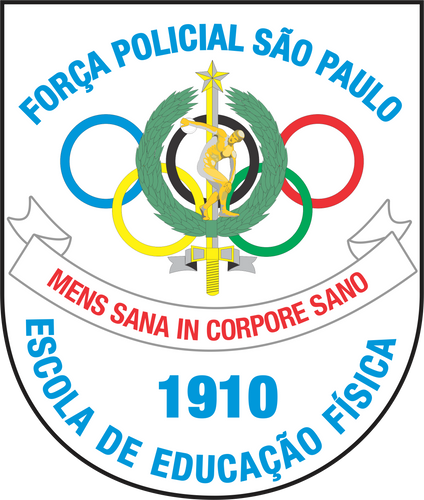 FORÇA POLICIAL SÃO PAULO
MENS SANA IN CORPORE SANO
1910
ESCOLA DE EDUCAÇÃO FÍSICA